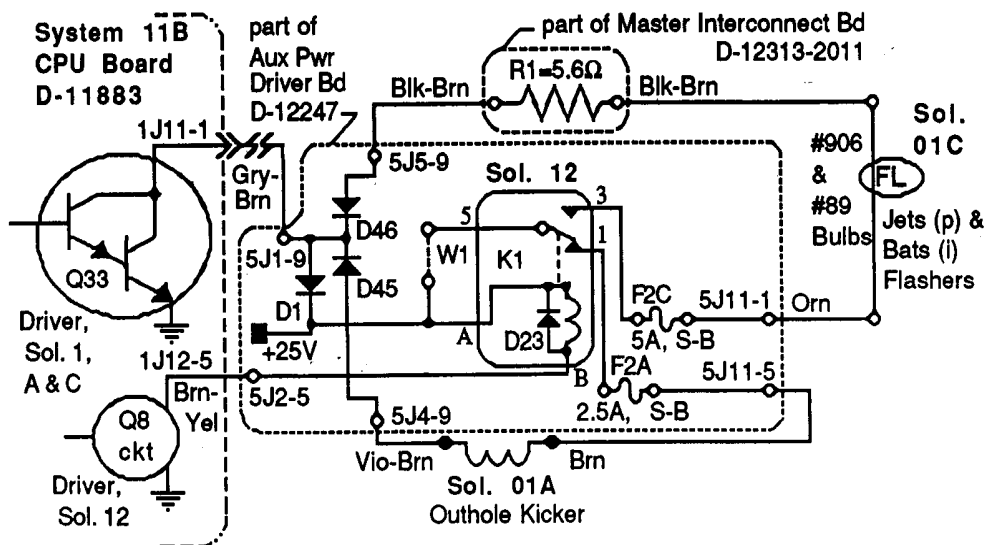 System 11B
CPU Board
D-11883
part of
Aux Pwr
Driver Bd
D-12247
part of Master Interconnect Bd
D-12313-2011
R1=5.6Ω
Blk-Brn
Blk-Brn
Sol.
01C
#906
&
#89
Bulbs
FL
Jets (p) &
Bats (i)
Flashers
1J11-1
Gry-
Brn
5J5-9
Sol. 12
5
3
1
D46
W1
K1
5J1-9
D45
D1
Q33
+25V
A
D23
B
F2C
5A, S-B
5J11-1
Orn
Driver,
Sol. 1,
A & C
1J12-5
Brn-
Yel
5J2-5
F2A
2.5A, S-B
5J11-5
5J4-9
Q8
ckt
Vio-Brn
Brn
Driver,
Sol. 12
Sol. 01A
Outhole Kicker